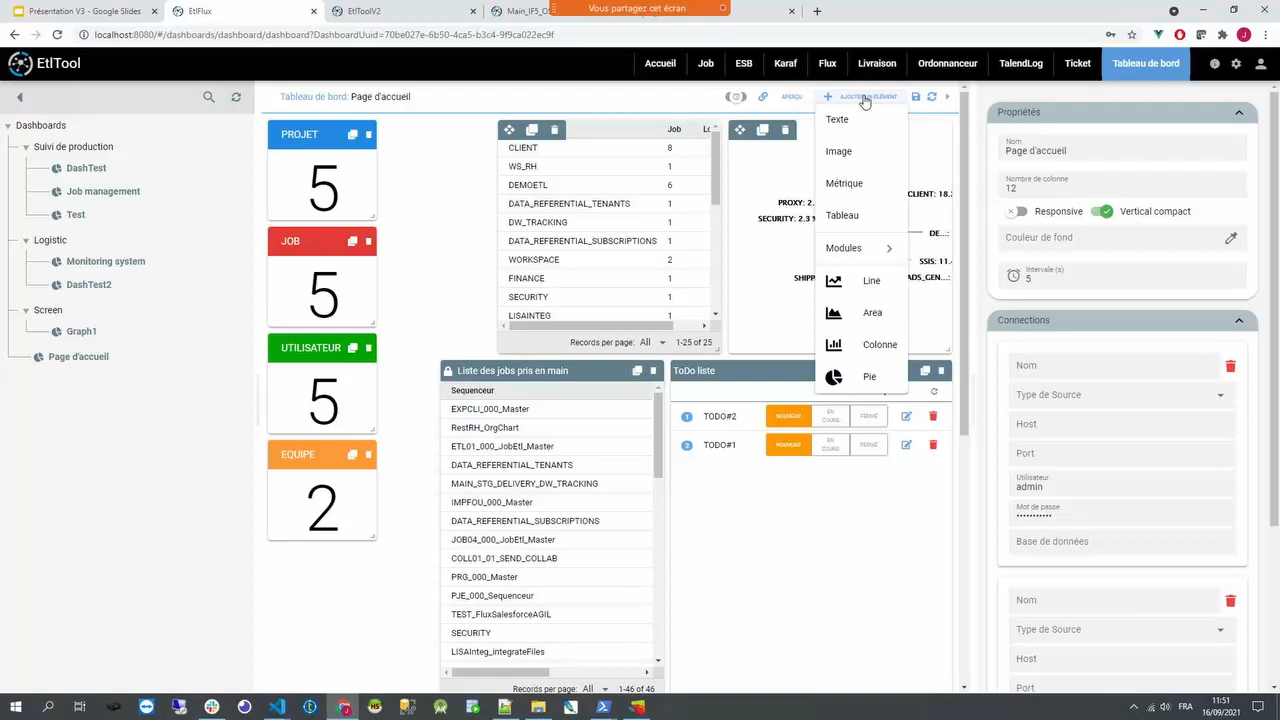 Présentation V3 - Google Slides
EtlFlux
EtlToolV2
Main_IF5_O
Vous partagez cet écran
localhost:8080/#/dashboards/dashboard/dashboard?DashboardUuid=70be027e-6b50-4ca5-b3c4-9f9ca022ec9f
EtlTool
Accueil
Job
ESB
Karaf
Flux
Livraison
Ordonnanceur
TalendLog
Ticket
Tableau de bord
Tableau de bord: Page d'accueil
APERÇU
AJOUTER UN ÉLÉMENT
Dashboards
Suivi de production
DashTest
Job management
Test
Logistic
Monitoring system
DashTest2
Screen
Graph1
Page d'accueil
PROJET
5
JOB
5
UTILISATEUR
5
EQUIPE
2
Job
CLIENT 8
WS_RH 1
DEMOETL 6
DATA_REFERENTIAL_TENANTS 1
DW_TRACKING 1
DATA_REFERENTIAL_SUBSCRIPTIONS 1
WORKSPACE 2
FINANCE 1
SECURITY 1
LISAINTEG 1
Records per page: All 1-25 of 25
PROXY: 2.
SECURITY: 2.3 %
SHIPP
CLIENT: 18.
DE...:
SSIS: 11.
ADS_GEN...:
Texte
Image
Métrique
Tableau
Modules
Line
Area
Colonne
Pie
Liste des jobs pris en main
Sequenceur
EXPCLI_000_Master
RestRH_OrgChart
ETL01_000_JobEtl_Master
DATA_REFERENTIAL_TENANTS
MAIN_STG_DELIVERY_DW_TRACKING
IMPFOU_000_Master
DATA_REFERENTIAL_SUBSCRIPTIONS
JOB04_000_JobEtl_Master
COLL01_01_SEND_COLLAB
PRG_000_Master
PJE_000_Sequenceur
TEST_FluxSalesforceAGIL
SECURITY
LISAInteg_integrateFiles
Records per page: All 1-46 of 46
ToDo liste
1 TODO#2 NOUVEAU EN COURS FERMÉ
2 TODO#1 NOUVEAU EN COURS FERMÉ
Propriétés
Nom
Page d'accueil
Nombre de colonne
12
Responsive
Vertical compact
Couleur de fond
Intervale (s)
5
Connections
Nom
Type de Source
Host
Port
Utilisateur
admin
Mot de passe
•••••••••••
Base de données
Nom
Type de Source
Host
Port
FRA
11:51
16/09/2021